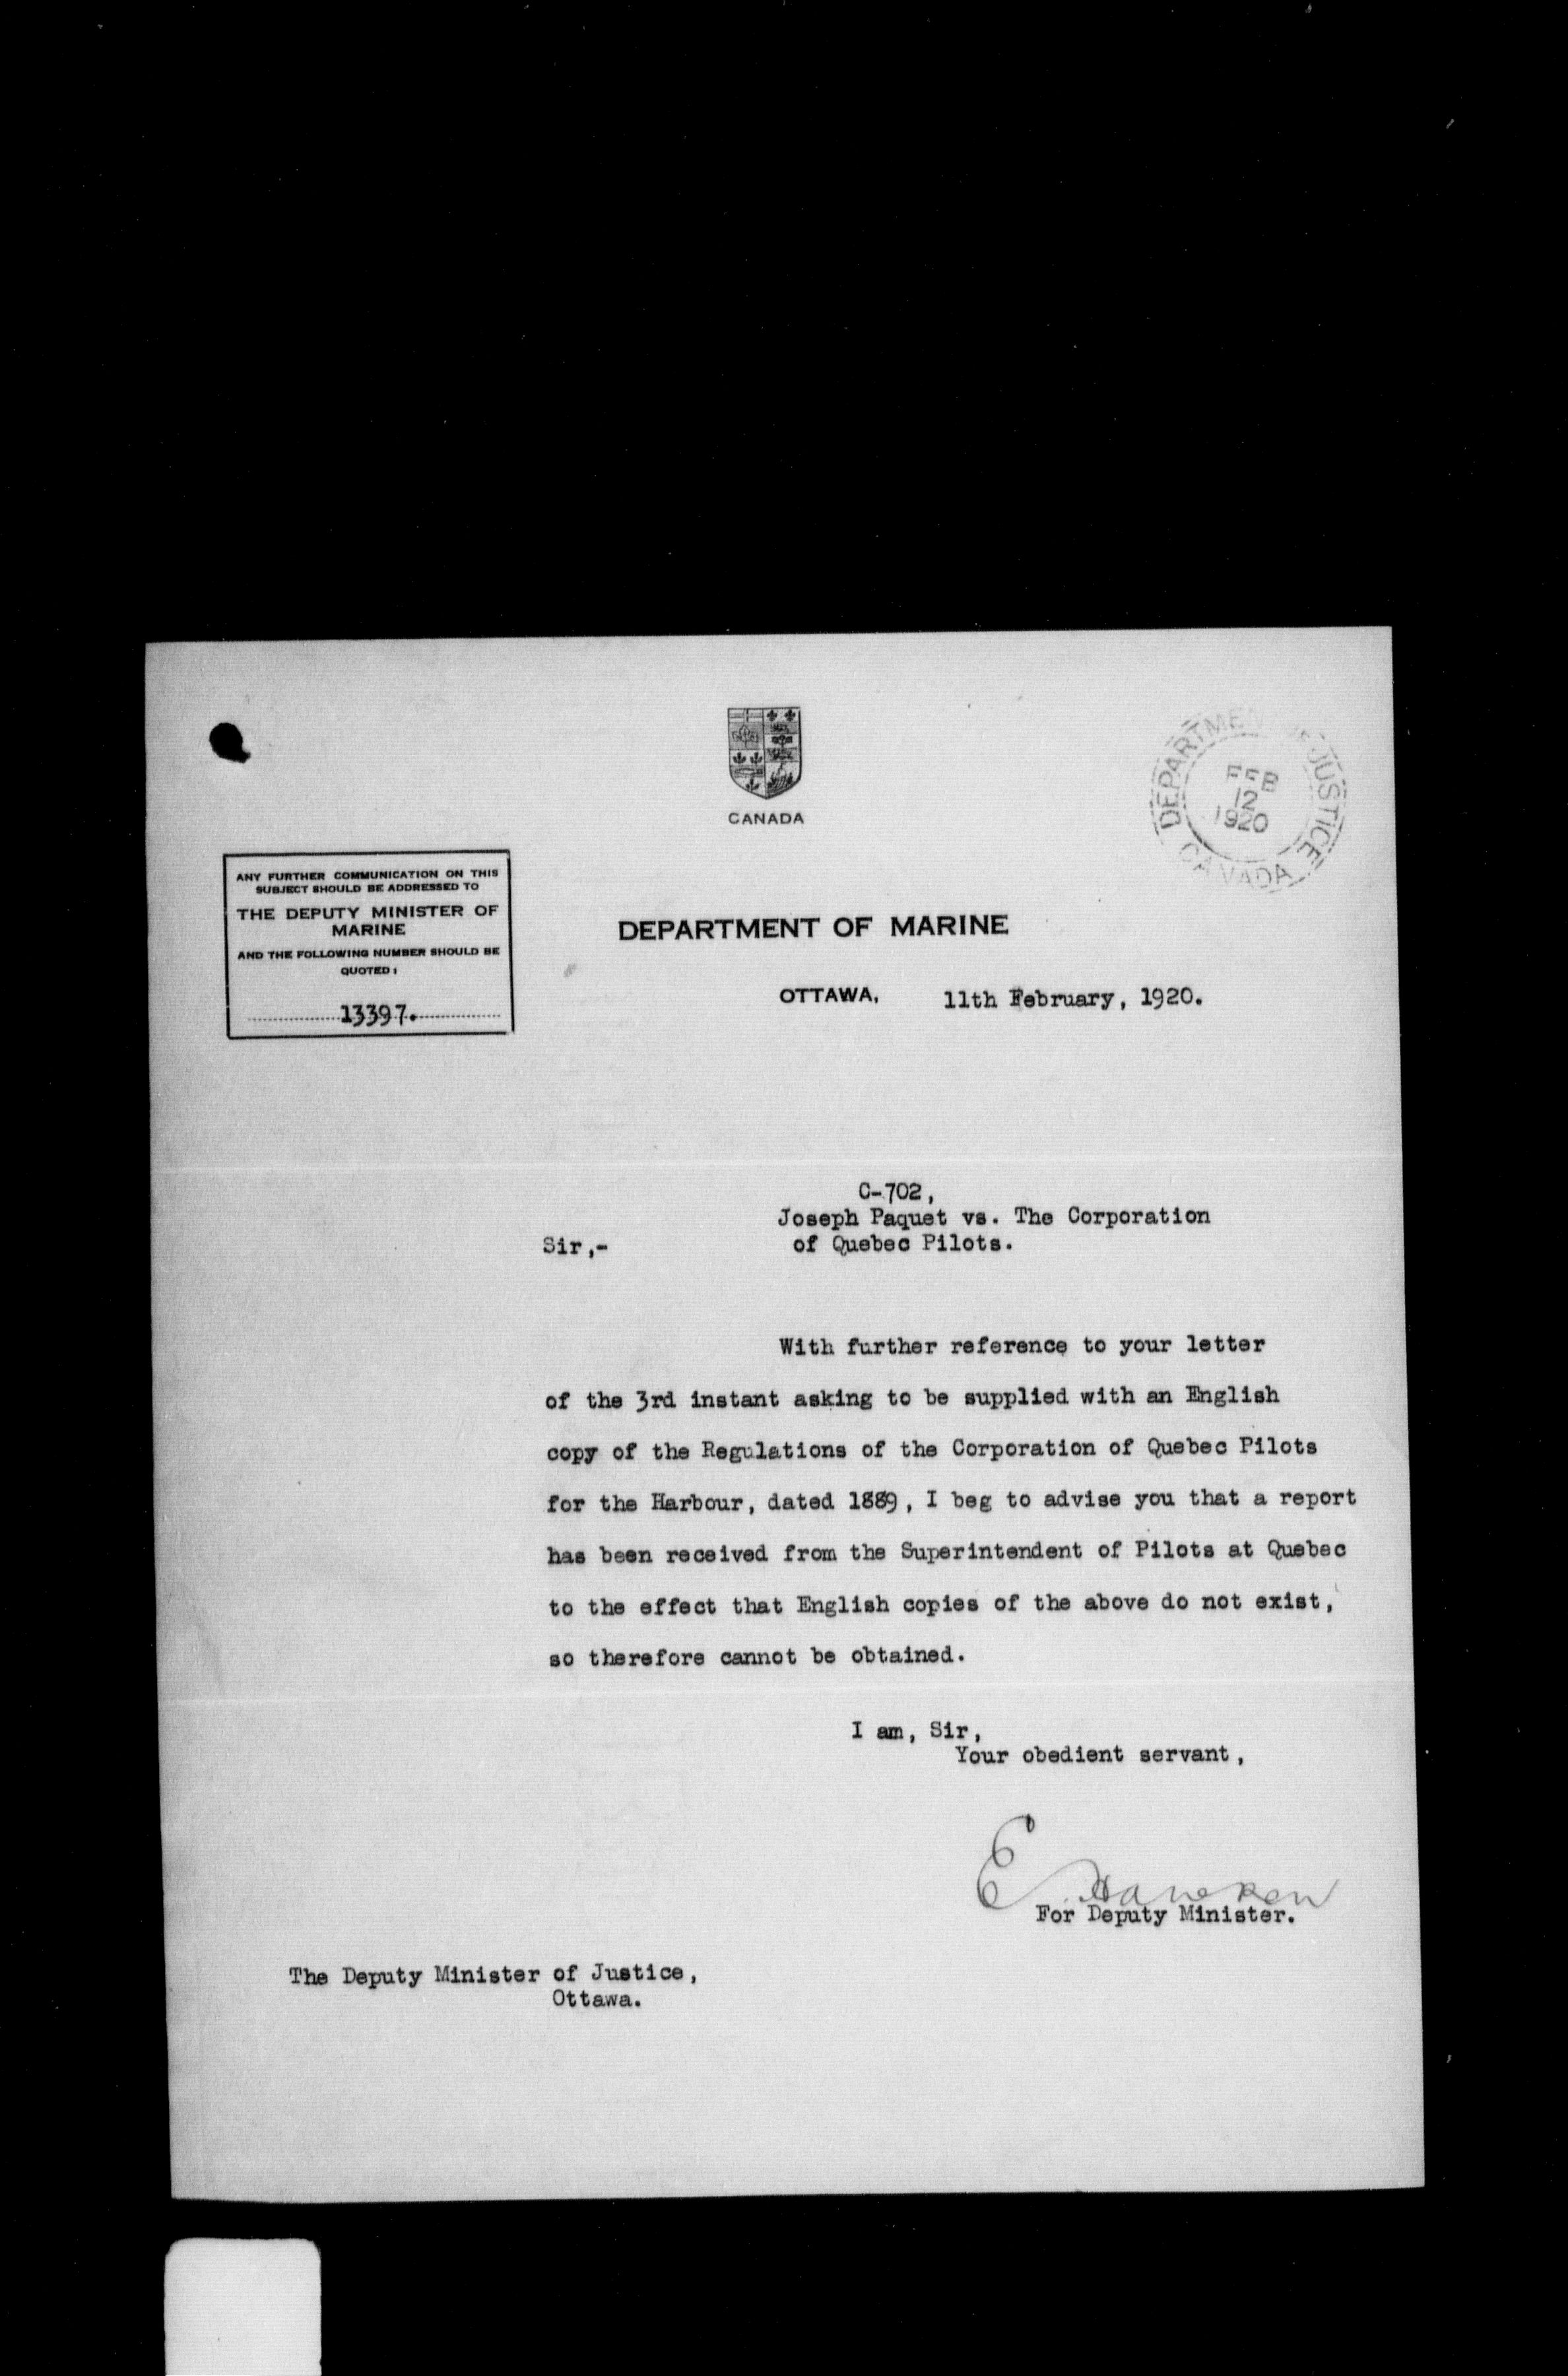 CANADA
DEPARTMENT OF JUSTICE
FEB
12
1920
CANADA
ANY FURTHER COMMUNICATION ON THIS
SUBJECT SHOULD BE ADDRESSED TO
THE DEPUTY MINISTER OF
MARINE
AND THE FOLLOWING NUMBER SHOULD BE
QUOTED:
13397.
DEPARTMENT OF MARINE
OTTAWA, 11th February, 1920.
C-702,
Joseph Paquet vs. The Corporation
of Quebec Pilots.
Sir,-
With further reference to your letter
of the 3rd instant asking to be supplied with an English
copy of the Regulations of the Corporation of Quebec Pilots
for the Harbour, dated 1889, I beg to advise you that a report
has been received from the Superintendent of Pilots at Quebec
to the effect that English copies of the above do not exist,
so therefore cannot be obtained.
I am, Sir,
Your obedient servant,
E
For Deputy Minister.
The Deputy Minister of Justice,
Ottawa.